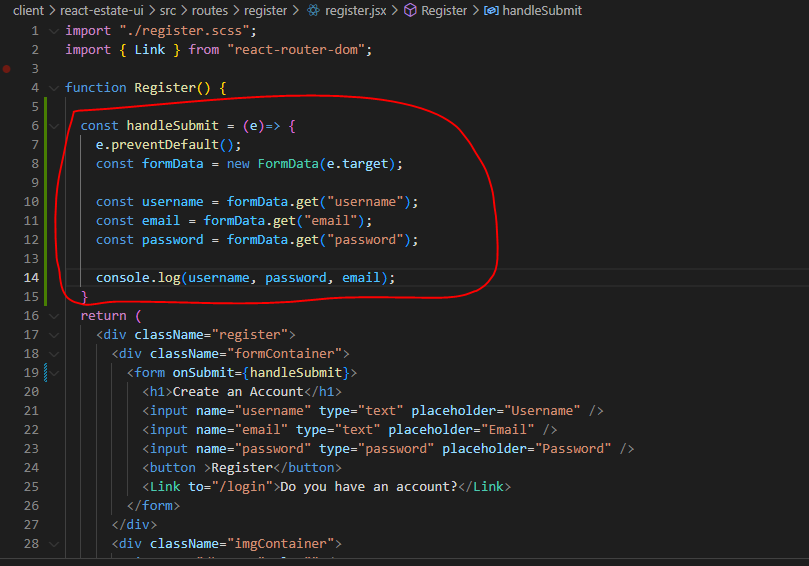 client > react-estate-ui > src > routes > register > register.jsx > Register > handleSubmit
1 import "./register.scss";
2 import { Link } from "react-router-dom";
3
4 function Register() {
5
6 const handleSubmit = (e)=> {
7 e.preventDefault();
8 const formData = new FormData(e.target);
9
10 const username = formData.get("username");
11 const email = formData.get("email");
12 const password = formData.get("password");
13
14 console.log(username, password, email);
15 }
16 return (
17 <div className="register">
18 <div className="formContainer">
19 <form onSubmit={handleSubmit}>
20 <h1>Create an Account</h1>
21 <input name="username" type="text" placeholder="Username" />
22 <input name="email" type="text" placeholder="Email" />
23 <input name="password" type="password" placeholder="Password" />
24 <button >Register</button>
25 <Link to="/login">Do you have an account?</Link>
26 </form>
27 </div>
28 <div className="imgContainer">